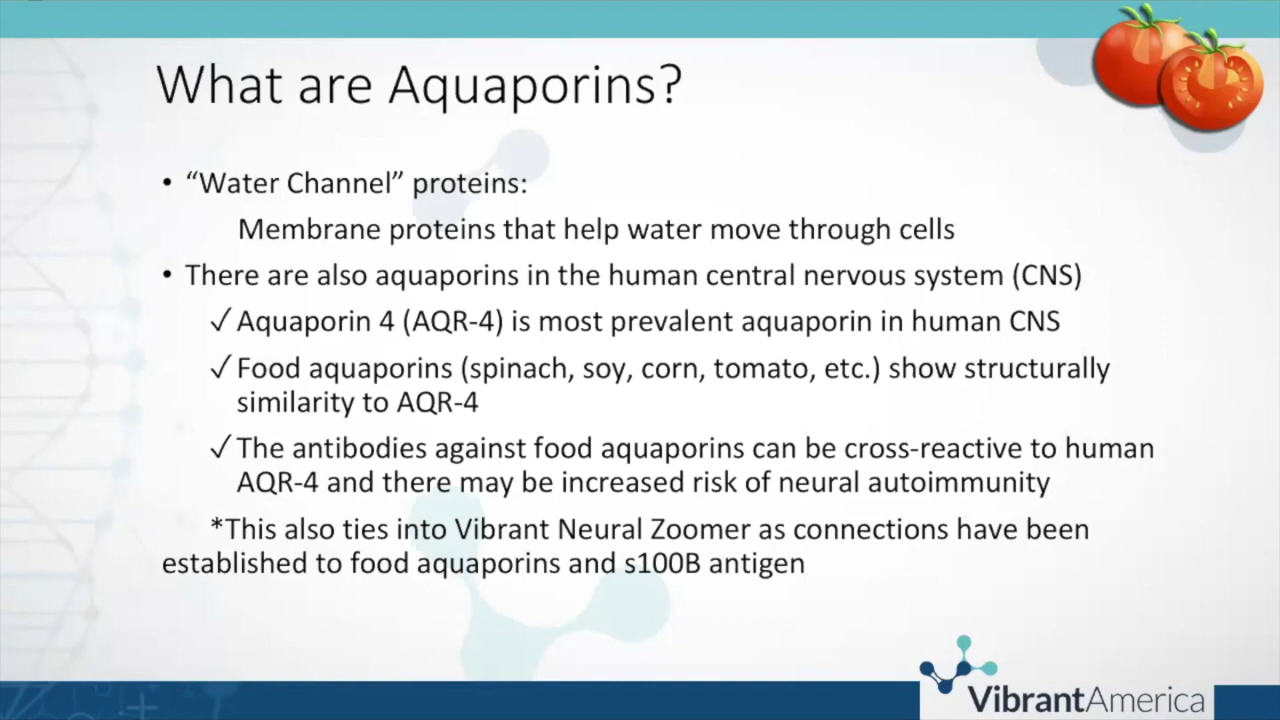 What are Aquaporins?
• “Water Channel” proteins:
Membrane proteins that help water move through cells
• There are also aquaporins in the human central nervous system (CNS)
✓Aquaporin 4 (AQR-4) is most prevalent aquaporin in human CNS
✓Food aquaporins (spinach, soy, corn, tomato, etc.) show structurally
similarity to AQR-4
✓The antibodies against food aquaporins can be cross-reactive to human
AQR-4 and there may be increased risk of neural autoimmunity
*This also ties into Vibrant Neural Zoomer as connections have been
established to food aquaporins and s100B antigen
VibrantAmerica